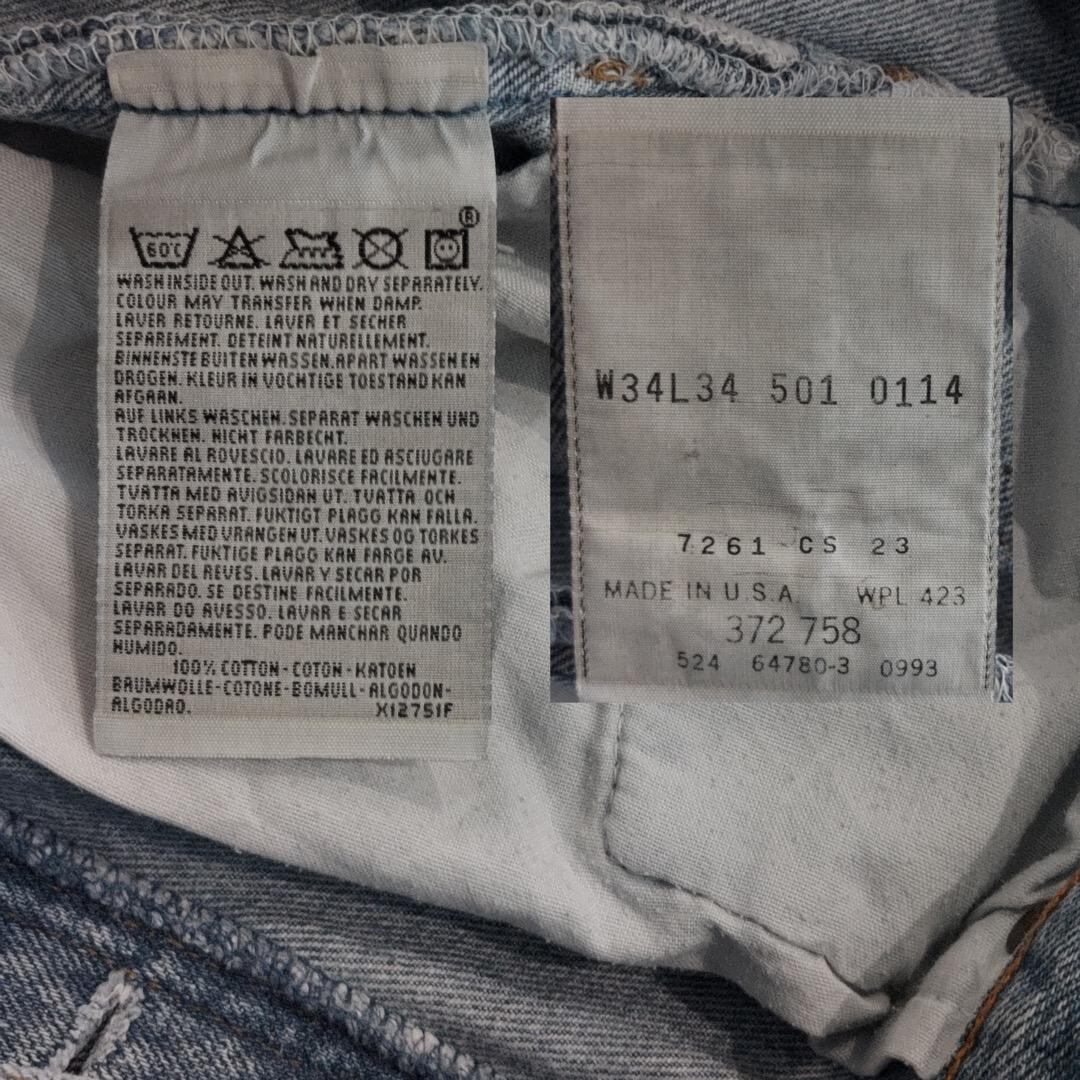 ®
60°C
WASH INSIDE OUT. WASH AND DRY SEPARATELY.
COLOUR MAY TRANSFER WHEN DAMP.
LAVER RETOURNE. LAVER ET SECHER
SEPAREMENT. DETEINT NATURELLEMENT.
BINNENSTE BUITEN WASSEN. APART WASSEN EN
DROGEN. KLEUR IN VOCHTIGE TOESTAND KAN
AFGAAN.
AUF LINKS WASCHEN. SEPARAT WASCHEN UND
TROCKNEN. NICHT FARBECHT.
LAVARE AL ROVESCIO. LAVARE ED ASCIUGARE
SEPARATAMENTE. SCOLORISCE FACILMENTE.
TVATTA MED AVIGSIDAN UT. TVATTA OCH
TORKA SEPARAT. FUKTIGT PLAGG KAN FALLA.
VASKES MED VRANGEN UT. VASKES OG TORKES
SEPARAT. FUKTIGE PLAGG KAN FARGE AV.
LAVAR DEL REVES. LAVAR Y SECAR POR
SEPARADO. SE DESTINE FACILMENTE.
LAVAR DO AVESSO. LAVAR E SECAR
SEPARADAMENTE. PODE MANCHAR QUANDO
HUMIDO.
100% COTTON-COTON-KATOEN
BAUMWOLLE-COTONE-BOMULL-ALGODON-
ALGODAO. X12751F
W34L34 501 0114
7261 CS 23
MADE IN U.S.A. WPL 423
372 758
524 64780-3 0993